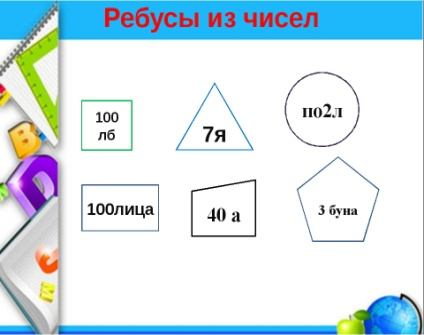 Ребусы из чисел
100
лб
7я
по2л
100лица
40 а
3 буна